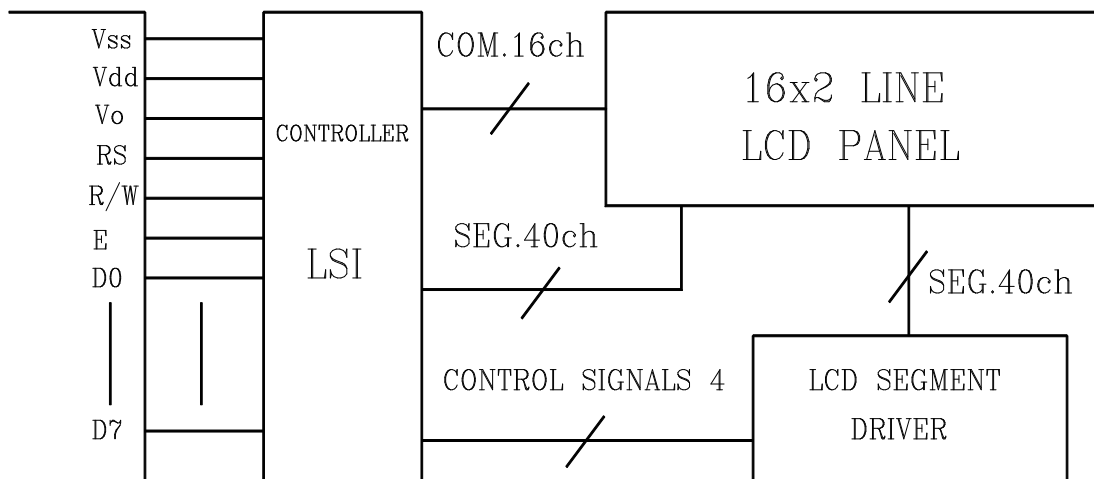 Vss
Vdd
Vo
RS
R/W
E
D0
D7
CONTROLLER
LSI
COM.16ch
SEG.40ch
CONTROL SIGNALS 4
16x2 LINE
LCD PANEL
SEG.40ch
LCD SEGMENT
DRIVER